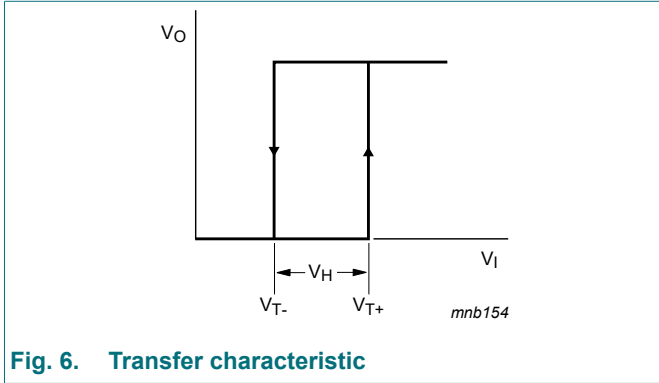 VO
VI
VH
VT-
VT+
mnb154
Fig. 6. Transfer characteristic